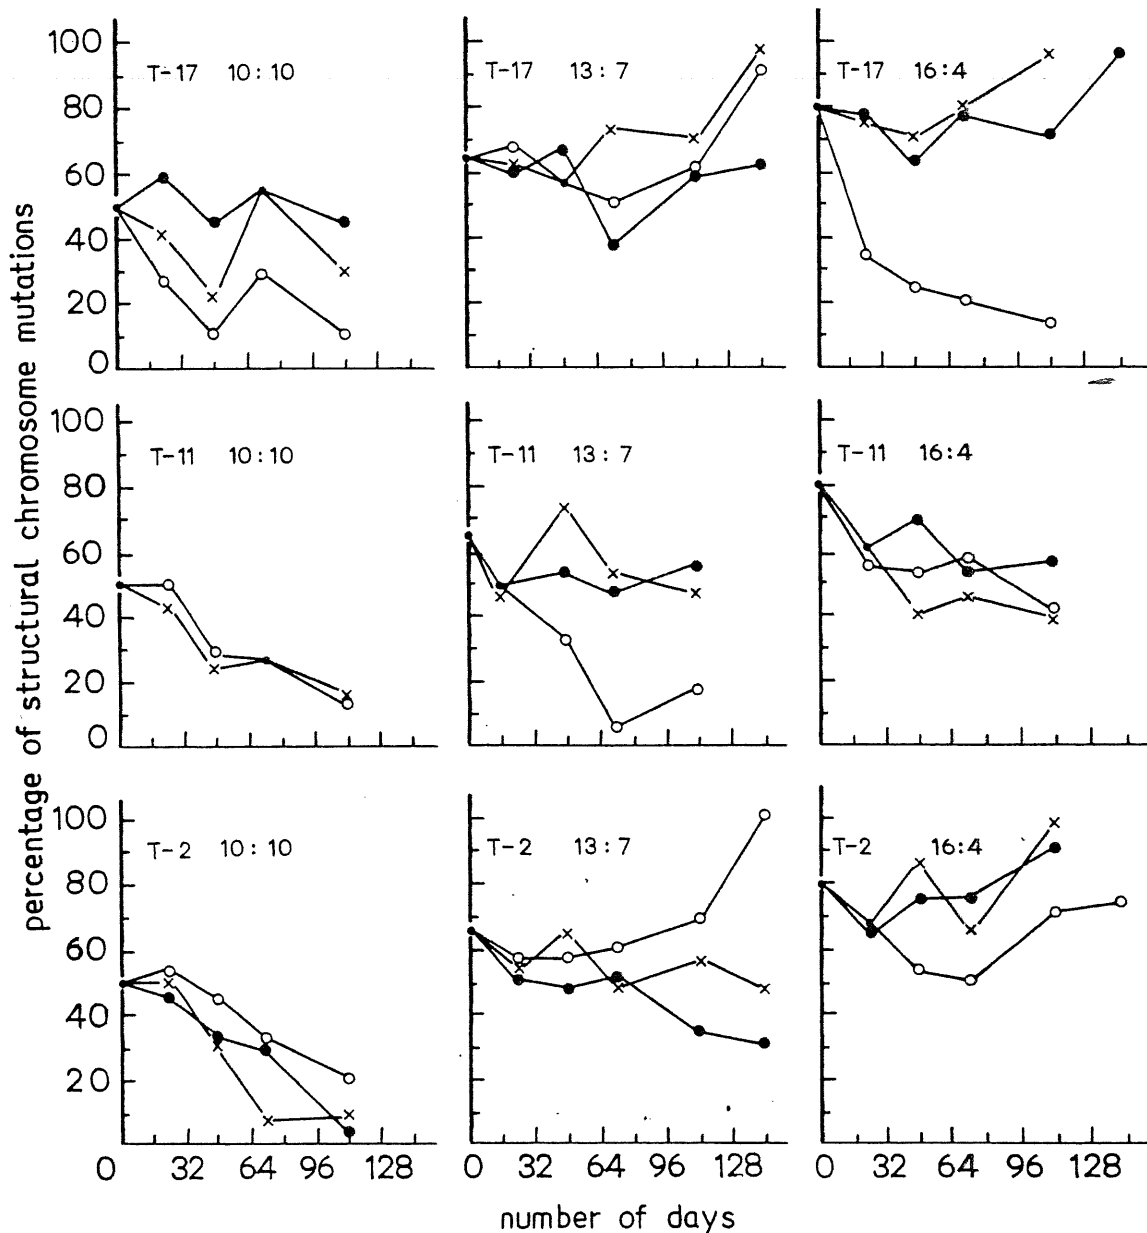 percentage of structural chromosome mutations
100
80
60
40
20
0
T-17 10:10
T-17 13:7
T-17 16:4
100
80
60
40
20
0
T-11 10:10
T-11 13:7
T-11 16:4
100
80
60
40
20
T-2 10:10
T-2 13:7
T-2 16:4
0 32 64 96 128
0 32 64 96 128
0 32 64 96 128
number of days